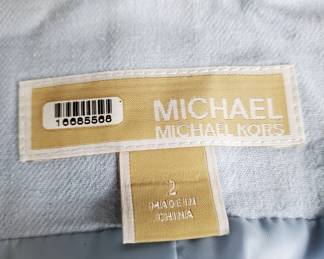 16685568
MICHAEL
MICHAEL KORS
2
MADE IN
CHINA